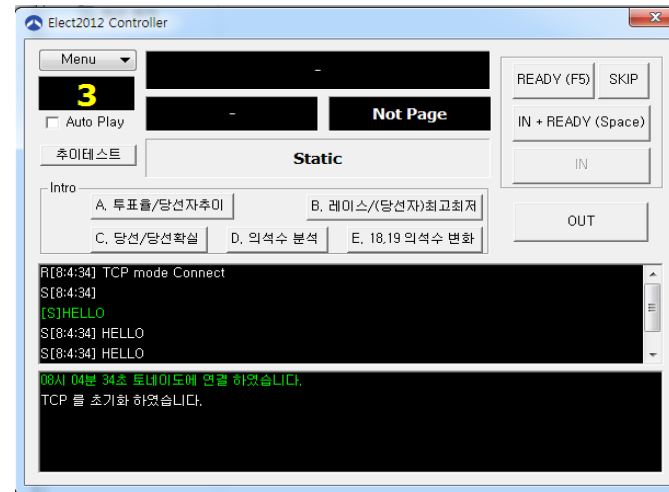 Elect2012 Controller
Menu
-
READY (F5)
SKIP
3
Auto Play
-
Not Page
IN + READY (Space)
추이테스트
Static
IN
Intro
A. 투표율/당선자추이
B. 레이스/(당선자)최고최저
OUT
C. 당선/당선확실
D. 의석수 분석
E. 18,19 의석수 변화
R[8:4:34] TCP mode Connect
S[8:4:34]
[S]HELLO
S[8:4:34] HELLO
S[8:4:34] HELLO
08시 04분 34초 토네이도에 연결 하였습니다.
TCP 를 초기화 하였습니다.